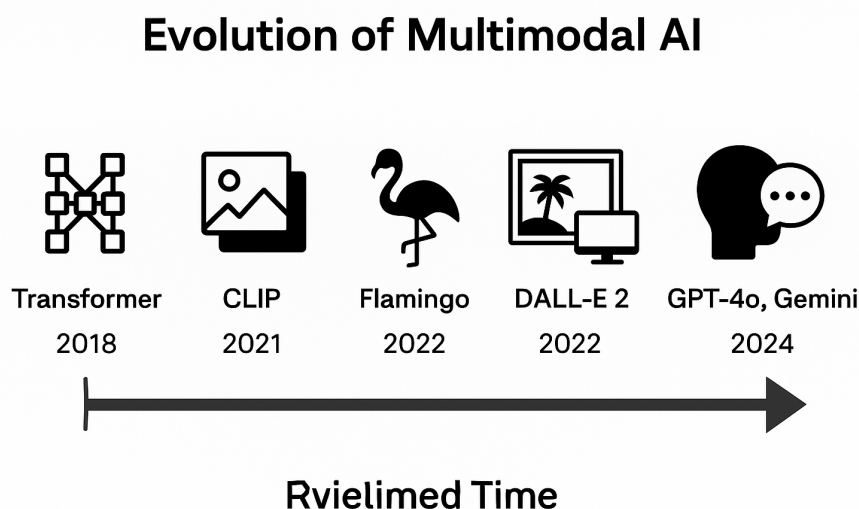 Evolution of Multimodal AI
Transformer CLIP Flamingo DALL-E 2 GPT-4o, Gemini
2018 2021 2022 2022 2024
Rvielimed Time